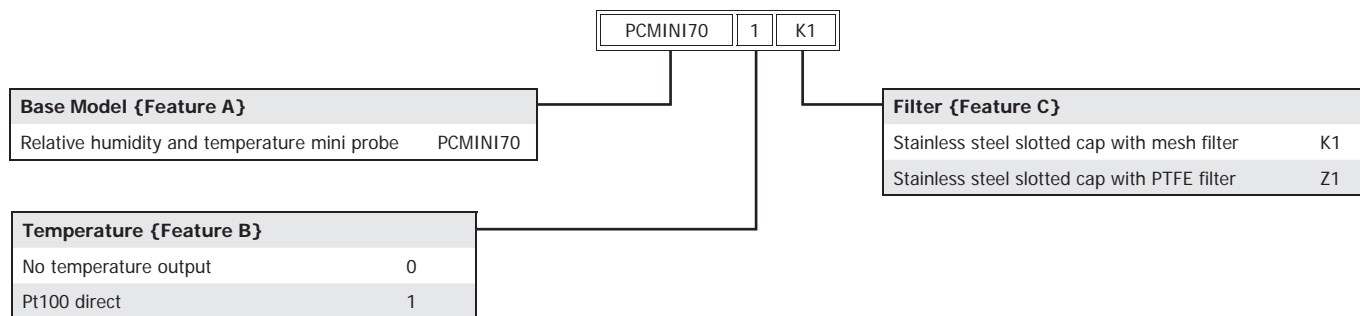 PCMINI70 1 K1
Base Model {Feature A}
Relative humidity and temperature mini probe PCMINI70
Filter {Feature C}
Stainless steel slotted cap with mesh filter K1
Stainless steel slotted cap with PTFE filter Z1
Temperature {Feature B}
No temperature output 0
Pt100 direct 1